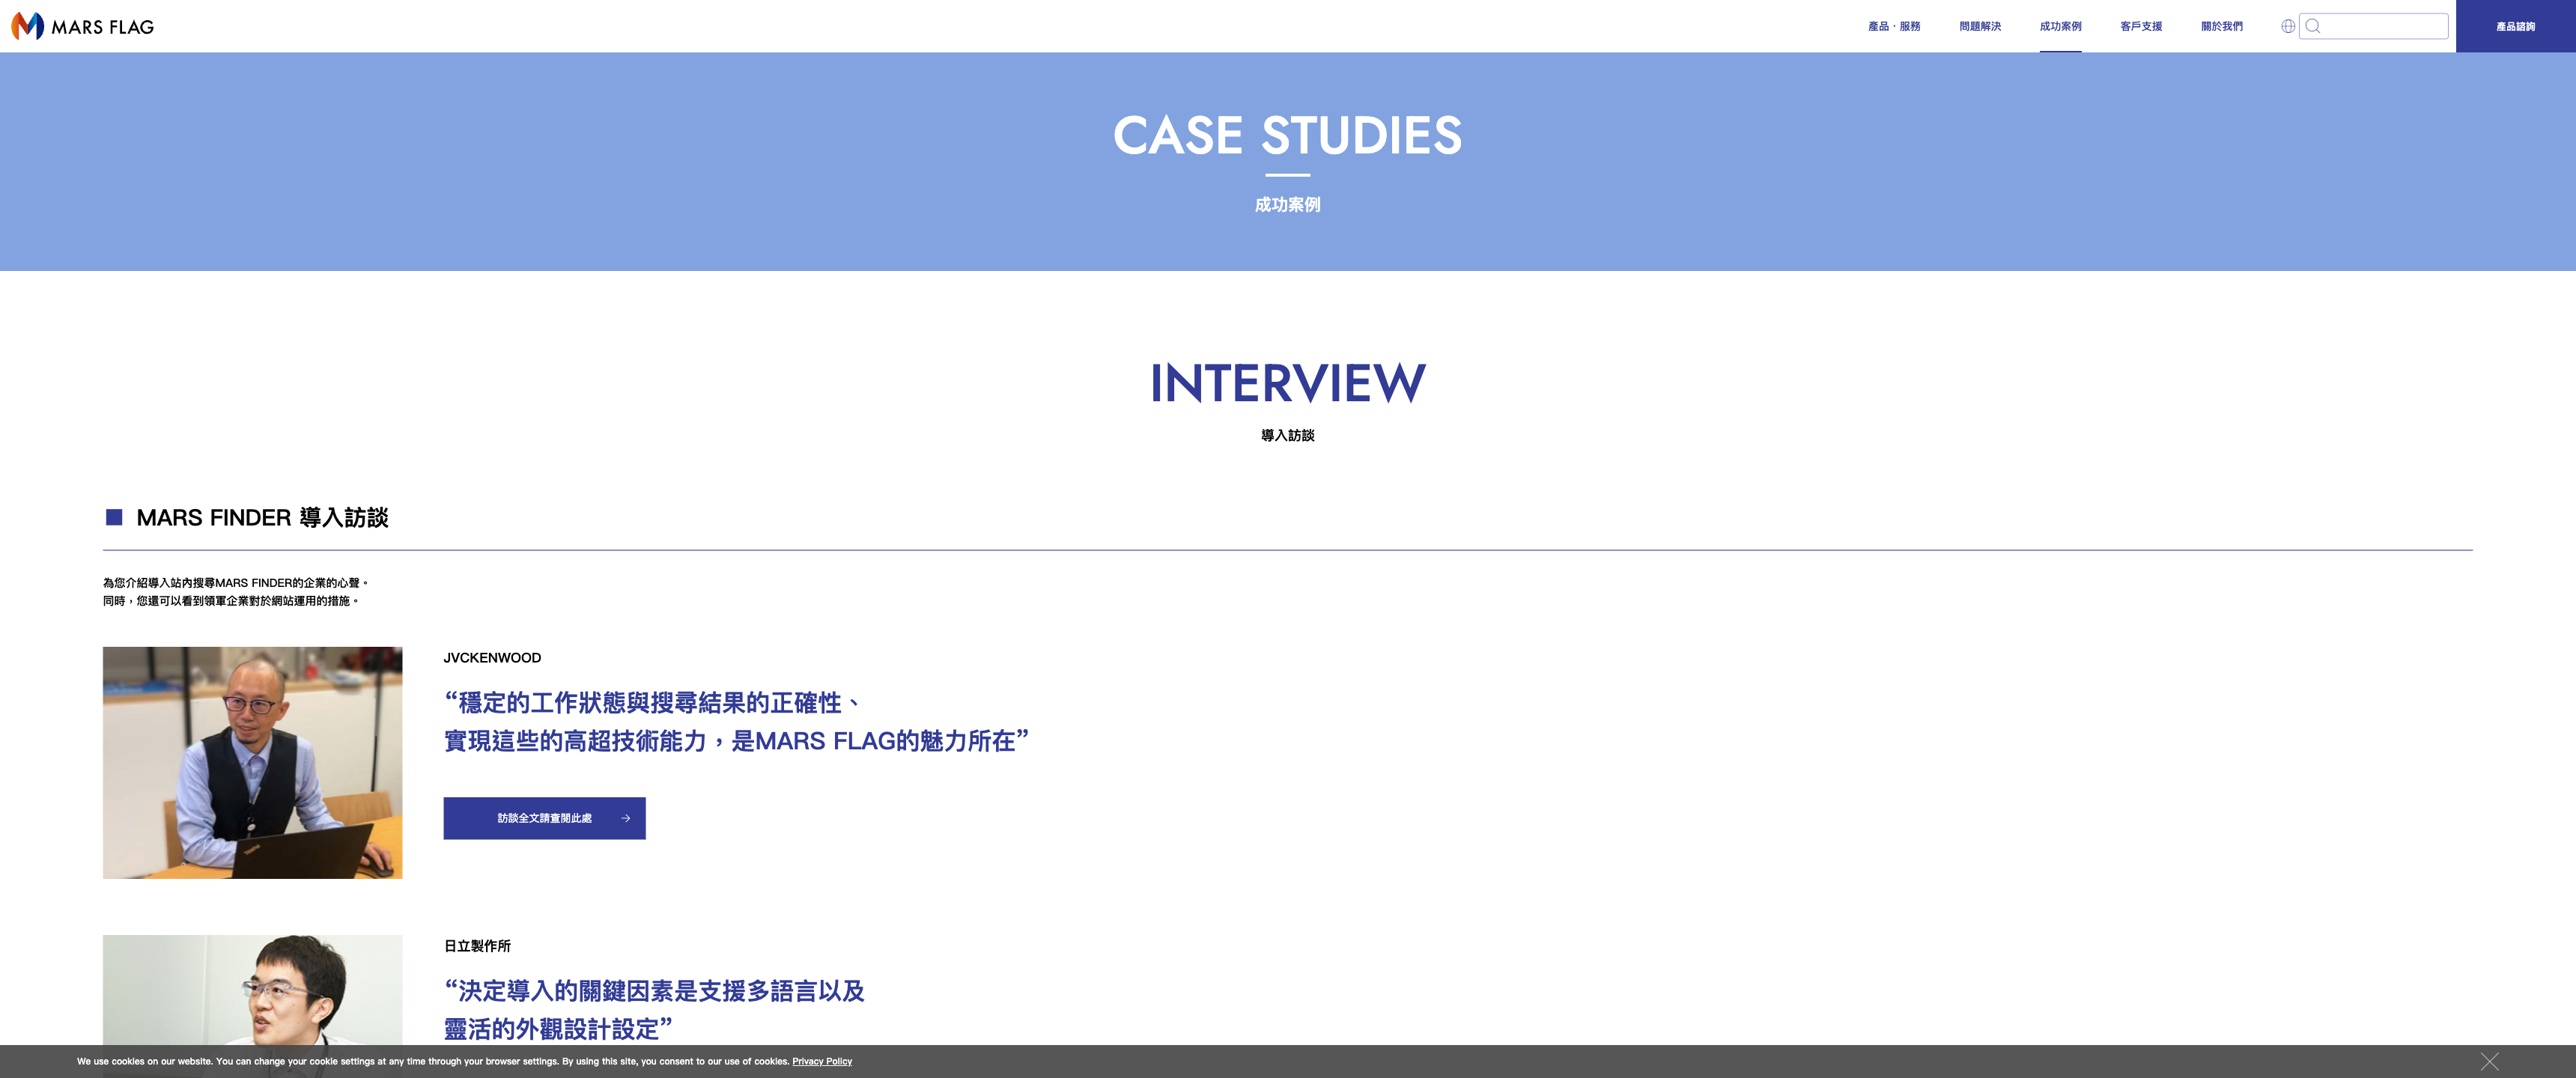 MARS FLAG
產品・服務
問題解決
成功案例
客戶支援
關於我們
產品諮詢
CASE STUDIES
成功案例
INTERVIEW
導入訪談
MARS FINDER 導入訪談
為您介紹導入站內搜尋MARS FINDER的企業的心聲。
同時，您還可以看到領軍企業對於網站運用的措施。
JVCKENWOOD
“穩定的工作狀態與搜尋結果的正確性、
實現這些的高超技術能力，是MARS FLAG的魅力所在”
訪談全文請查閱此處
日立製作所
“決定導入的關鍵因素是支援多語言以及
靈活的外觀設計設定”
We use cookies on our website. You can change your cookie settings at any time through your browser settings. By using this site, you consent to our use of cookies. Privacy Policy